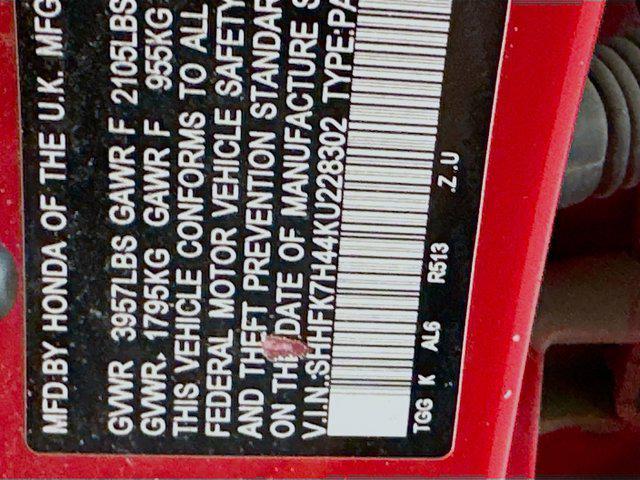 MFD.BY HONDA OF THE U.K. MFG
GVWR 3957LBS GAWR F 2105LBS
GVWR. 1795KG GAWR F 955KG
THIS VEHICLE CONFORMS TO ALL
FEDERAL MOTOR VEHICLE SAFETY
AND THEFT PREVENTION STANDAR
ON THE DATE OF MANUFACTURE S
V.I.N.:SHHFK7H44KU228302 TYPE:PA
TGG K AL6 R513 .Z.U